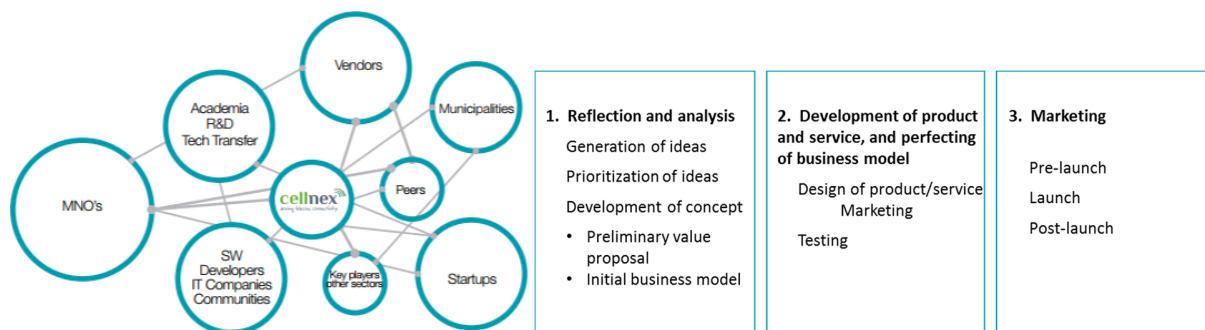 Vendors
Municipalities
Academia
R&D
Tech Transfer
cellnex
driving telecom connectivity
Peers
MNO's
SW
Developers
IT Companies
Communities
Key players
other sectors
Startups
1. Reflection and analysis
Generation of ideas
Prioritization of ideas
Development of concept
• Preliminary value
proposal
• Initial business model
2. Development of product
and service, and perfecting
of business model
Design of product/service
Marketing
Testing
3. Marketing
Pre-launch
Launch
Post-launch